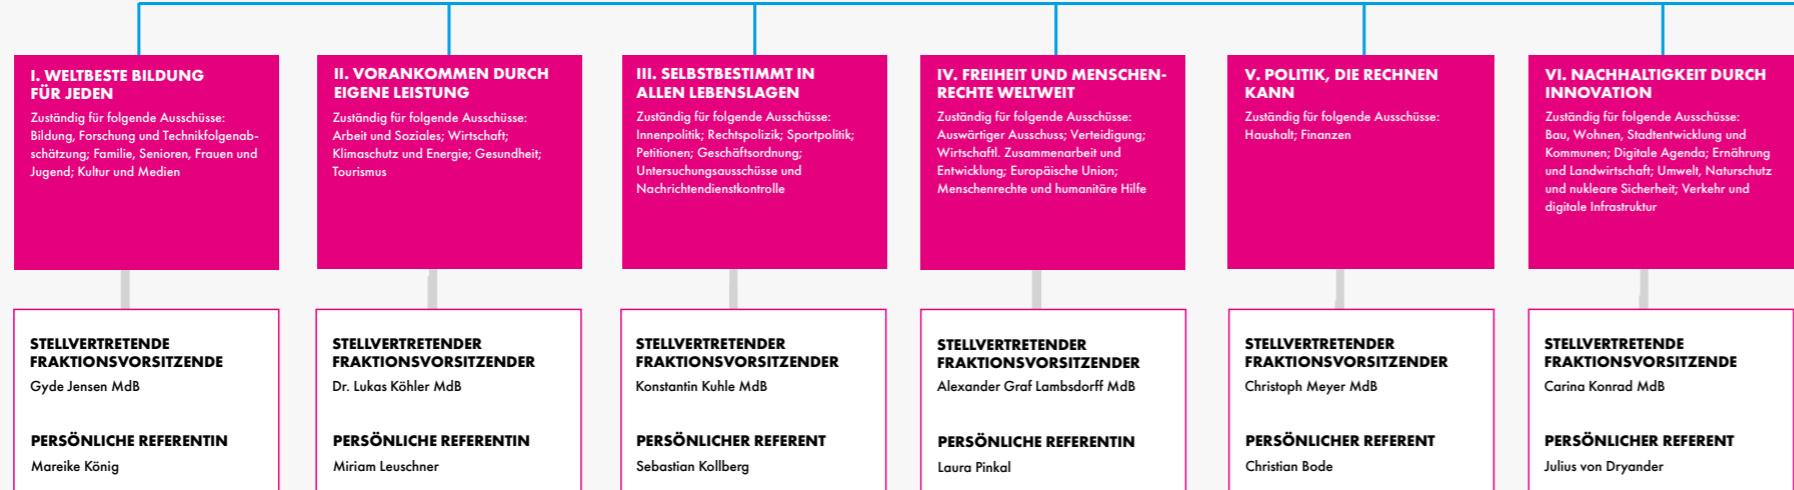 I. WELTBESTE BILDUNG
FÜR JEDEN
Zuständig für folgende Ausschüsse:
Bildung, Forschung und Technikfolgenab-
schätzung; Familie, Senioren, Frauen und
Jugend; Kultur und Medien
II. VORANKOMMEN DURCH
EIGENE LEISTUNG
Zuständig für folgende Ausschüsse:
Arbeit und Soziales; Wirtschaft;
Klimaschutz und Energie; Gesundheit;
Tourismus
III. SELBSTBESTIMMT IN
ALLEN LEBENSLAGEN
Zuständig für folgende Ausschüsse:
Innenpolitik; Rechtspolizik; Sportpolitik;
Petitionen; Geschäftsordnung;
Untersuchungsausschüsse und
Nachrichtendienstkontrolle
IV. FREIHEIT UND MENSCHEN-
RECHTE WELTWEIT
Zuständig für folgende Ausschüsse:
Auswärtiger Ausschuss; Verteidigung;
Wirtschaftl. Zusammenarbeit und
Entwicklung; Europäische Union;
Menschenrechte und humanitäre Hilfe
V. POLITIK, DIE RECHNEN
KANN
Zuständig für folgende Ausschüsse:
Haushalt; Finanzen
VI. NACHHALTIGKEIT DURCH
INNOVATION
Zuständig für folgende Ausschüsse:
Bau, Wohnen, Stadtentwicklung und
Kommunen; Digitale Agenda; Ernährung
und Landwirtschaft; Umwelt, Naturschutz
und nukleare Sicherheit; Verkehr und
digitale Infrastruktur
STELLVERTRETENDE
FRAKTIONSVORSITZENDE
Gyde Jensen MdB
PERSÖNLICHE REFERENTIN
Mareike König
STELLVERTRETENDER
FRAKTIONSVORSITZENDER
Dr. Lukas Köhler MdB
PERSÖNLICHE REFERENTIN
Miriam Leuschner
STELLVERTRETENDER
FRAKTIONSVORSITZENDER
Konstantin Kuhle MdB
PERSÖNLICHER REFERENT
Sebastian Kollberg
STELLVERTRETENDER
FRAKTIONSVORSITZENDER
Alexander Graf Lambsdorff MdB
PERSÖNLICHE REFERENTIN
Laura Pinkal
STELLVERTRETENDER
FRAKTIONSVORSITZENDER
Christoph Meyer MdB
PERSÖNLICHER REFERENT
Christian Bode
STELLVERTRETENDE
FRAKTIONSVORSITZENDE
Carina Konrad MdB
PERSÖNLICHER REFERENT
Julius von Dryander